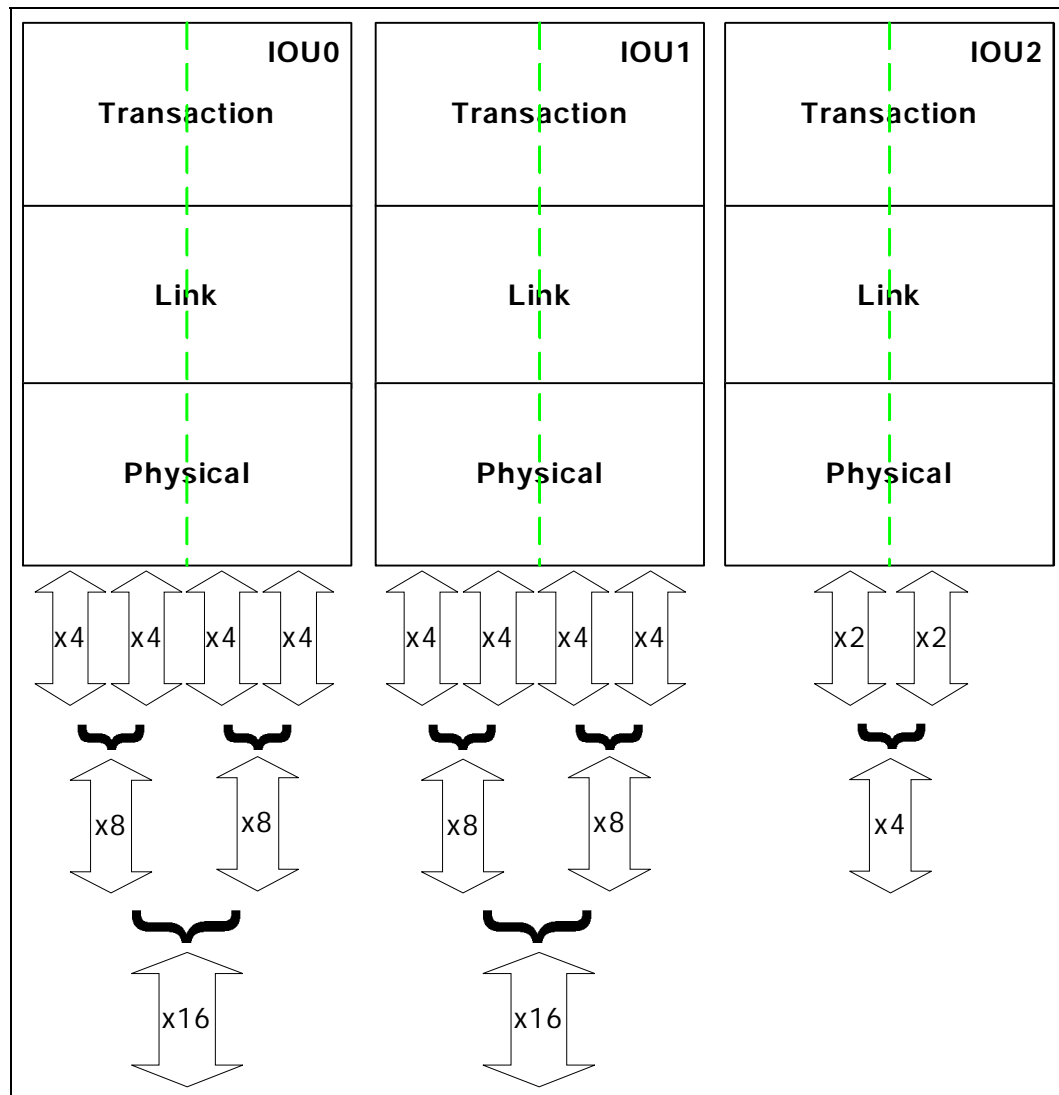 IOU0 IOU1 IOU2
Transaction Transaction Transaction
Link Link Link
Physical Physical Physical
x4 x4 x4 x4 x4 x4 x4 x4 x2 x2
x8 x8 x8 x8 x4
x16 x16